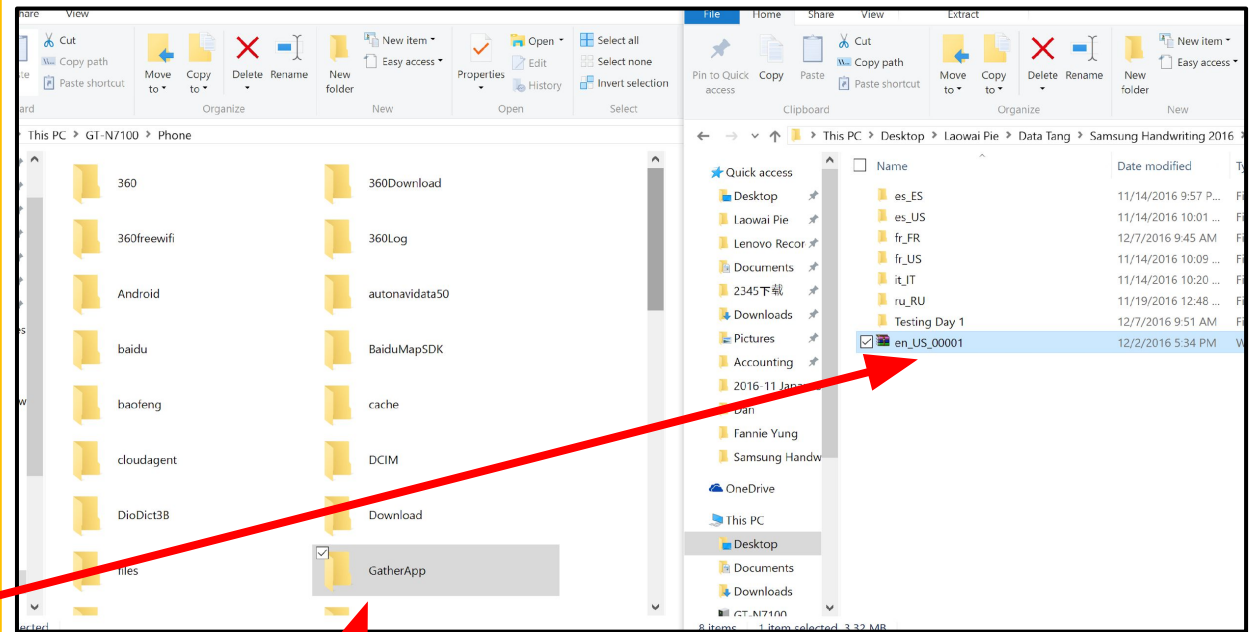 hare View
Cut
Copy path
Paste shortcut
Move to
Copy to
Delete
Rename
New folder
New item
Easy access
Properties
Open
Edit
History
Select all
Select none
Invert selection
Organize
New
Open
Select
This PC > GT-N7100 > Phone
360
360Download
360freewifi
360Log
Android
autonavidata50
baidu
BaiduMapSDK
baofeng
cache
cloudagent
DCIM
DioDict3B
Download
files
GatherApp
File Home Share View Extract
Pin to Quick access
Copy
Paste
Cut
Copy path
Paste shortcut
Move to
Copy to
Delete
Rename
New folder
New item
Easy access
Clipboard
Organize
New
This PC > Desktop > Laowai Pie > Data Tang > Samsung Handwriting 2016
Quick access
Desktop
Laowai Pie
Lenovo Recor
Documents
2345下载
Downloads
Pictures
Accounting
2016-11 Japan
Dan
Fannie Yung
Samsung Handw
OneDrive
This PC
Desktop
Documents
Downloads
GT-N7100
Name Date modified
es_ES 11/14/2016 9:57 P...
es_US 11/14/2016 10:01 ...
fr_FR 12/7/2016 9:45 AM
fr_US 11/14/2016 10:09 ...
it_IT 11/14/2016 10:20 ...
ru_RU 11/19/2016 12:48 ...
Testing Day 1 12/7/2016 9:51 AM
en_US_00001 12/2/2016 5:34 PM
8 items 1 item selected 3.32 MB